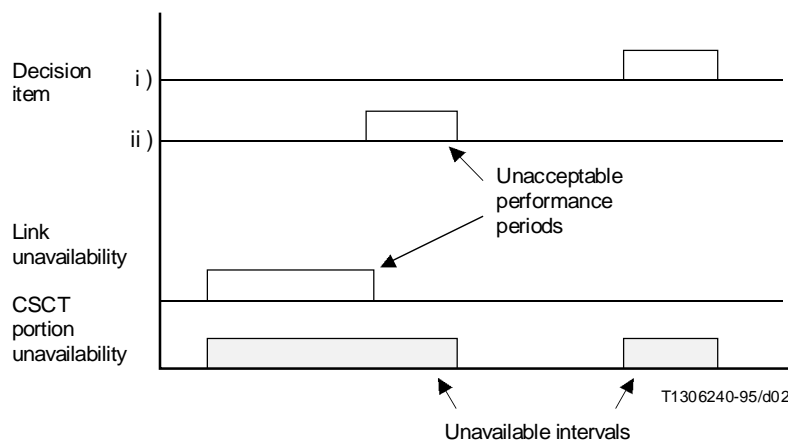 Decision
item
i )
ii )
Unacceptable
performance
periods
Link
unavailability
CSCT
portion
unavailability
T1306240-95/d02
Unavailable intervals